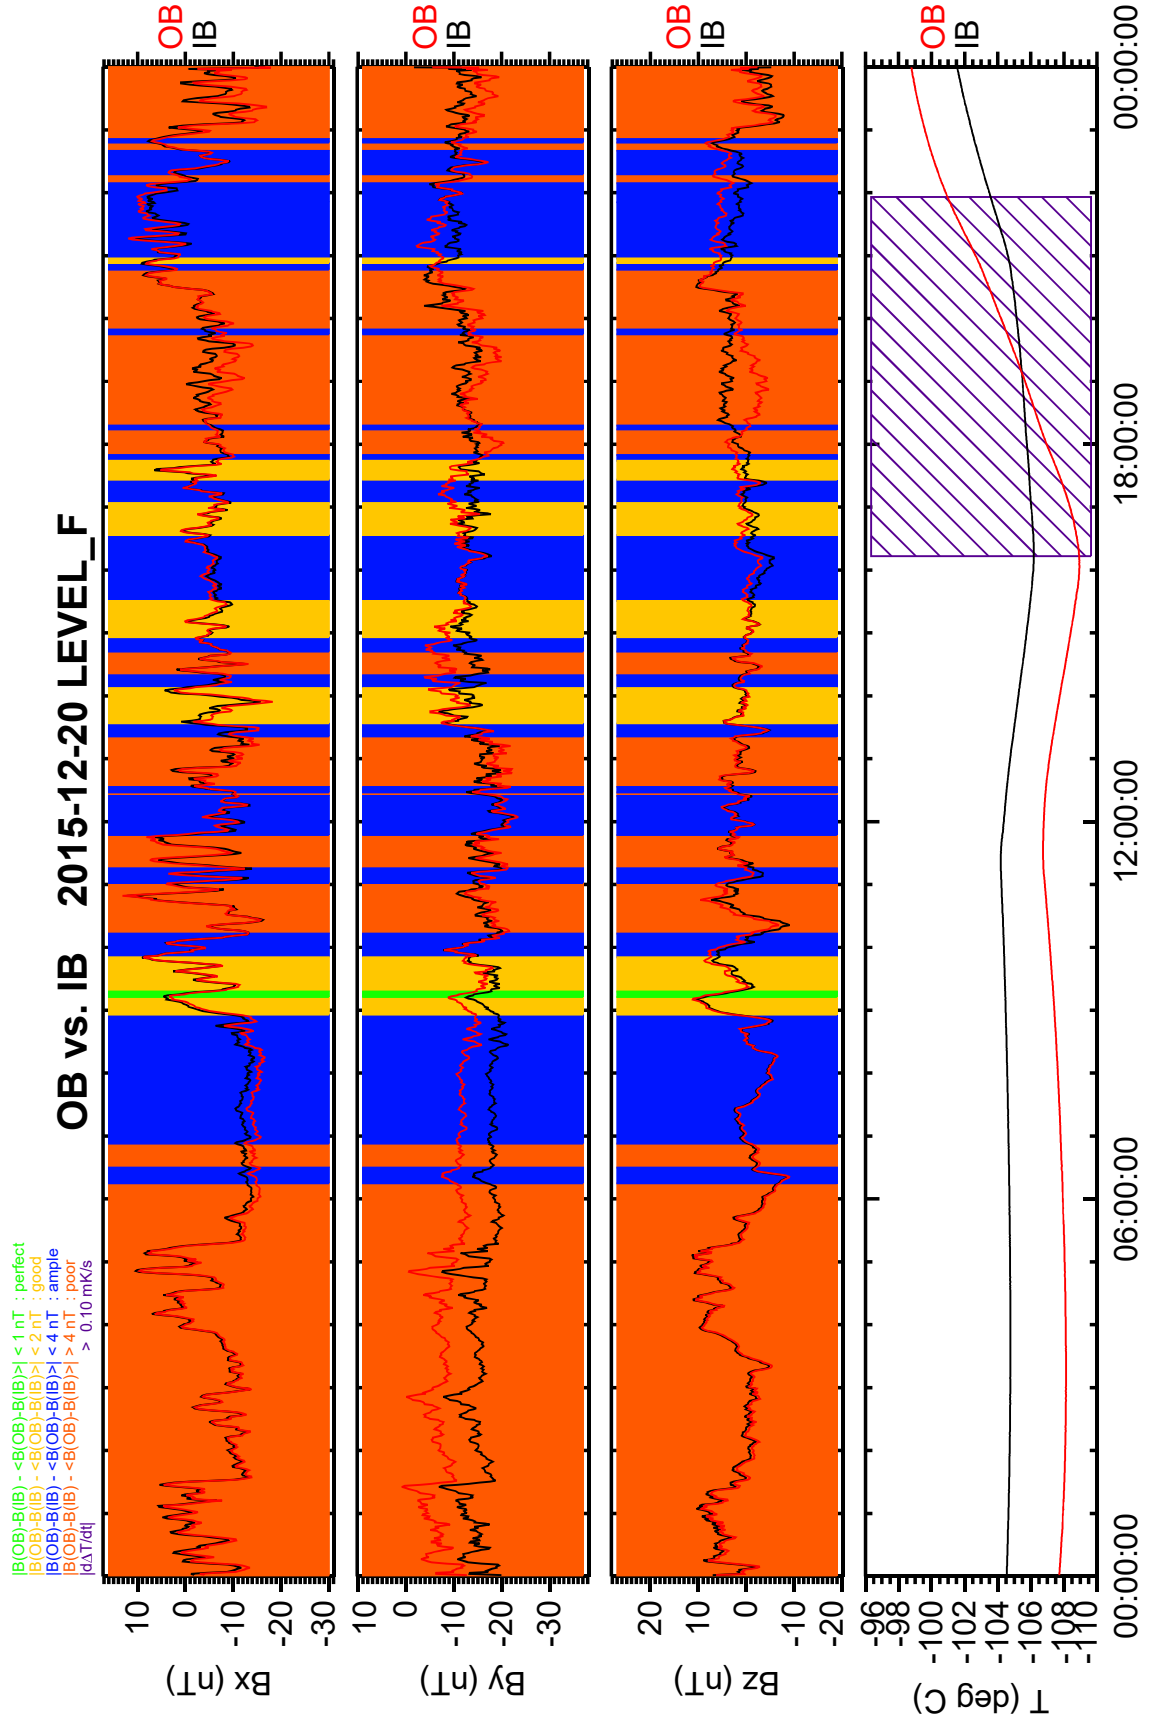 |B(OB)-B(IB) - <B(OB)-B(IB)>| < 1 nT : perfect
|B(OB)-B(IB) - <B(OB)-B(IB)>| < 2 nT : good
|B(OB)-B(IB) - <B(OB)-B(IB)>| < 4 nT : ample
|B(OB)-B(IB) - <B(OB)-B(IB)>| > 4 nT : poor
|dΔT/dt| > 0.10 mK/s
OB vs. IB 2015-12-20 LEVEL_F
Bx (nT)
10
0
-10
-20
-30
OB
IB
By (nT)
10
0
-10
-20
-30
OB
IB
Bz (nT)
20
10
0
-10
-20
OB
IB
T (deg C)
-96
-98
-100
-102
-104
-106
-108
-110
OB
IB
00:00:00
06:00:00
12:00:00
18:00:00
00:00:00